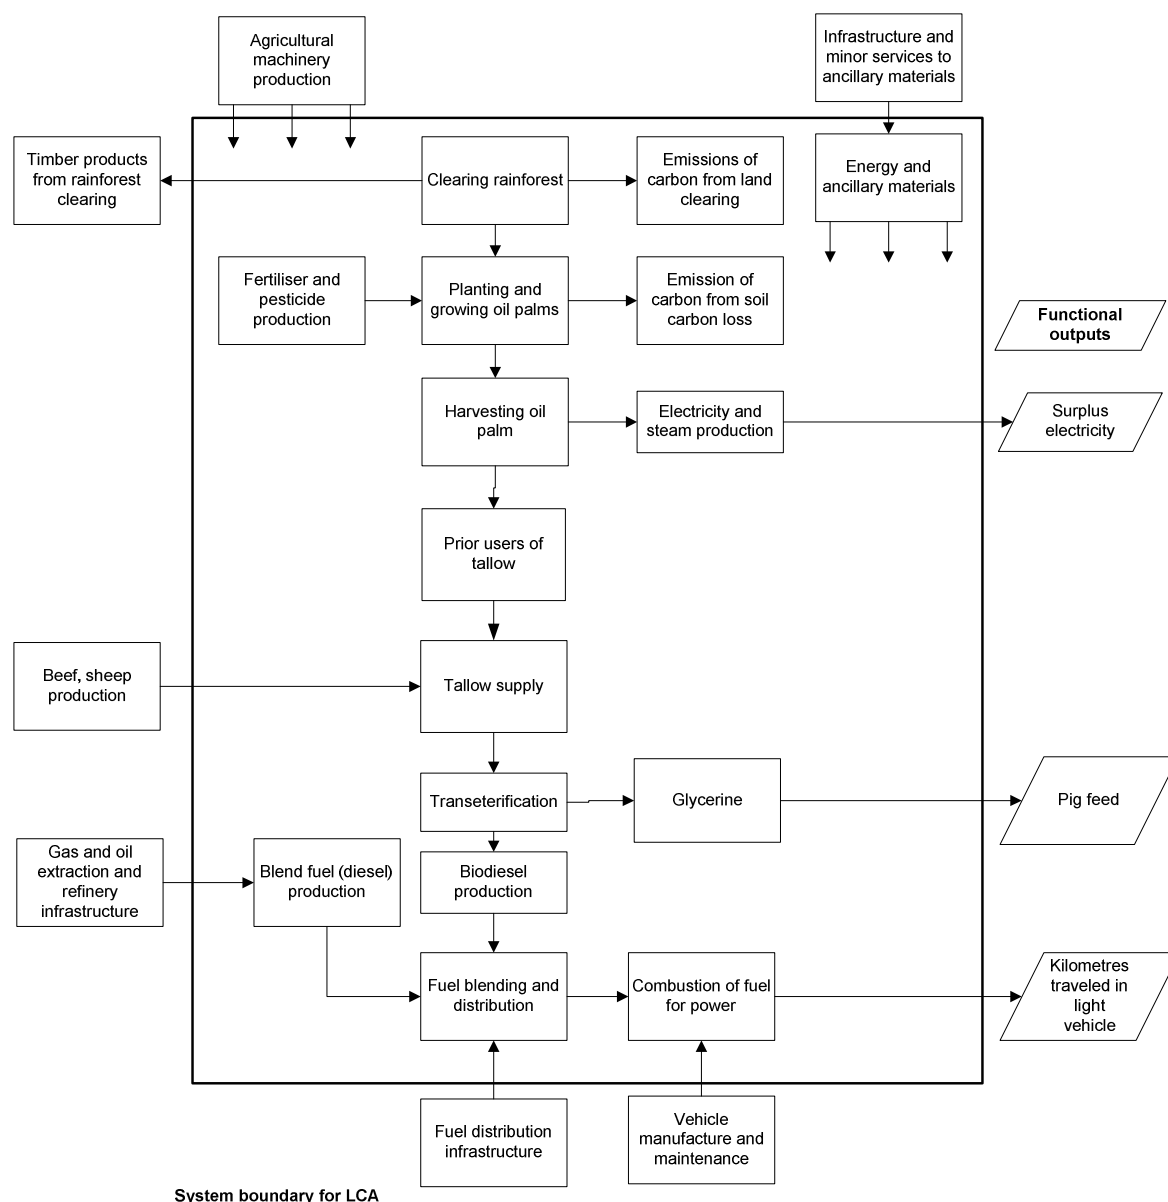 Agricultural
machinery
production
Infrastructure and
minor services to
ancillary materials
Timber products
from rainforest
clearing
Clearing rainforest
Emissions of
carbon from land
clearing
Energy and
ancillary materials
Fertiliser and
pesticide
production
Planting and
growing oil palms
Emission of
carbon from soil
carbon loss
Functional
outputs
Harvesting oil
palm
Electricity and
steam production
Surplus
electricity
Prior users of
tallow
Beef, sheep
production
Tallow supply
Transeterification
Glycerine
Pig feed
Gas and oil
extraction and
refinery
infrastructure
Blend fuel (diesel)
production
Biodiesel
production
Fuel blending and
distribution
Combustion of fuel
for power
Kilometres
traveled in
light
vehicle
Fuel distribution
infrastructure
Vehicle
manufacture and
maintenance
System boundary for LCA